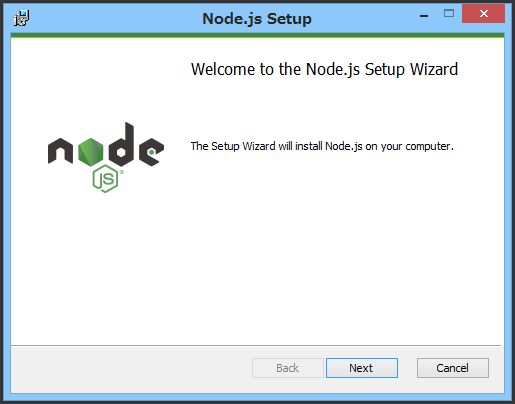 Node.js Setup
Welcome to the Node.js Setup Wizard
node
JS®
The Setup Wizard will install Node.js on your computer.
Back
Next
Cancel